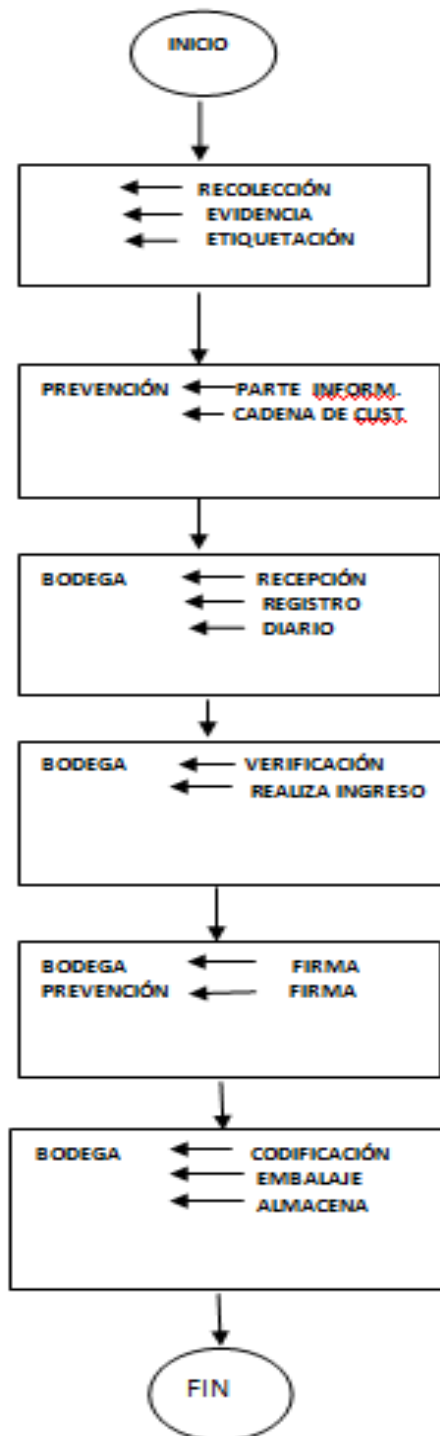 INICIO
RECOLECCIÓN
EVIDENCIA
ETIQUETACIÓN
PREVENCIÓN PARTE INFORM.
CADENA DE CUST.
BODEGA RECEPCIÓN
REGISTRO
DIARIO
BODEGA VERIFICACIÓN
REALIZA INGRESO
BODEGA FIRMA
PREVENCIÓN FIRMA
BODEGA CODIFICACIÓN
EMBALAJE
ALMACENA
FIN